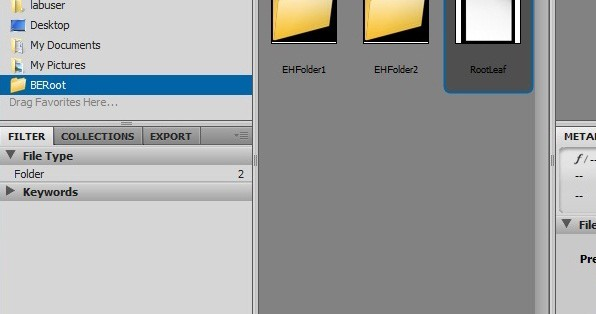 labuser
Desktop
My Documents
My Pictures
BERoot
Drag Favorites Here...
EHFolder1
EHFolder2
RootLeaf
FILTER
COLLECTIONS
EXPORT
File Type
Folder 2
Keywords
META
f/--
--
--
File
Pre